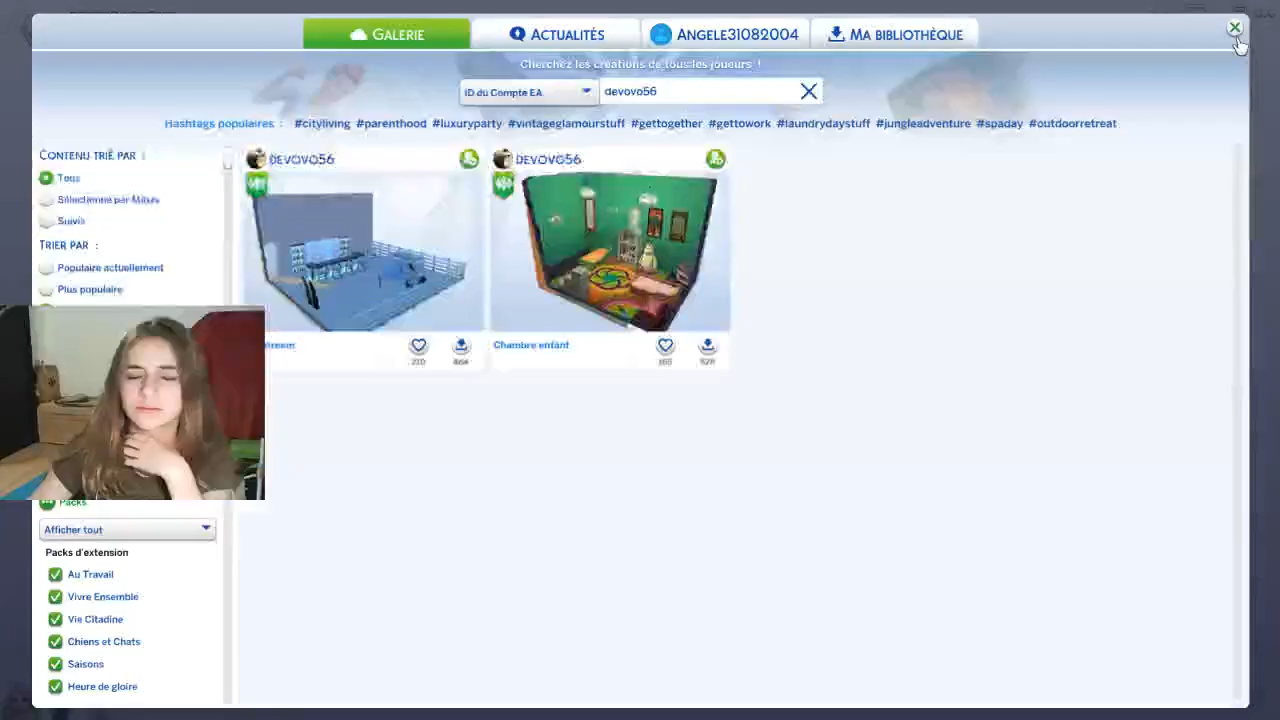 GALERIE
ACTUALITÉS
ANGELE31082004
MA BIBLIOTHÈQUE
Cherchez les créations de tous les joueurs !
ID du Compte EA
devovo56
Hashtags populaires : #cityliving #parenthood #luxuryparty #vintageglamourstuff #gettogether #gettowork #laundrydaystuff #jungleadventure #spaday #outdoorretreat
CONTENU TRIÉ PAR :
Tous
Sélectionné par Maxis
Suivis
TRIER PAR :
Populaire actuellement
Plus populaire
DEVOVO56
DEVOVO56
Chambre enfant
Packs
Afficher tout
Packs d'extension
Au Travail
Vivre Ensemble
Vie Citadine
Chiens et Chats
Saisons
Heure de gloire